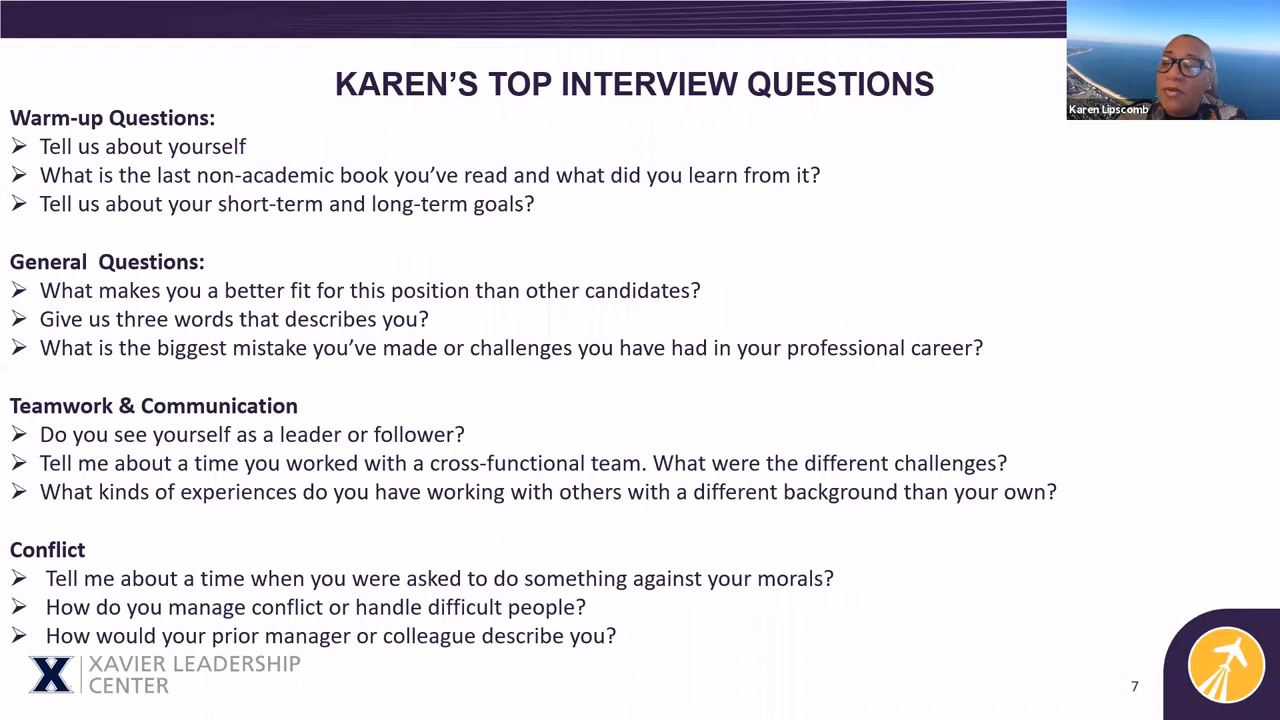 KAREN'S TOP INTERVIEW QUESTIONS
Karen Lipscomb
Warm-up Questions:
➢ Tell us about yourself
➢ What is the last non-academic book you've read and what did you learn from it?
➢ Tell us about your short-term and long-term goals?
General  Questions:
➢ What makes you a better fit for this position than other candidates?
➢ Give us three words that describes you?
➢ What is the biggest mistake you've made or challenges you have had in your professional career?
Teamwork & Communication
➢ Do you see yourself as a leader or follower?
➢ Tell me about a time you worked with a cross-functional team. What were the different challenges?
➢ What kinds of experiences do you have working with others with a different background than your own?
Conflict
➢ Tell me about a time when you were asked to do something against your morals?
➢ How do you manage conflict or handle difficult people?
➢ How would your prior manager or colleague describe you?
X XAVIER LEADERSHIP
CENTER
7